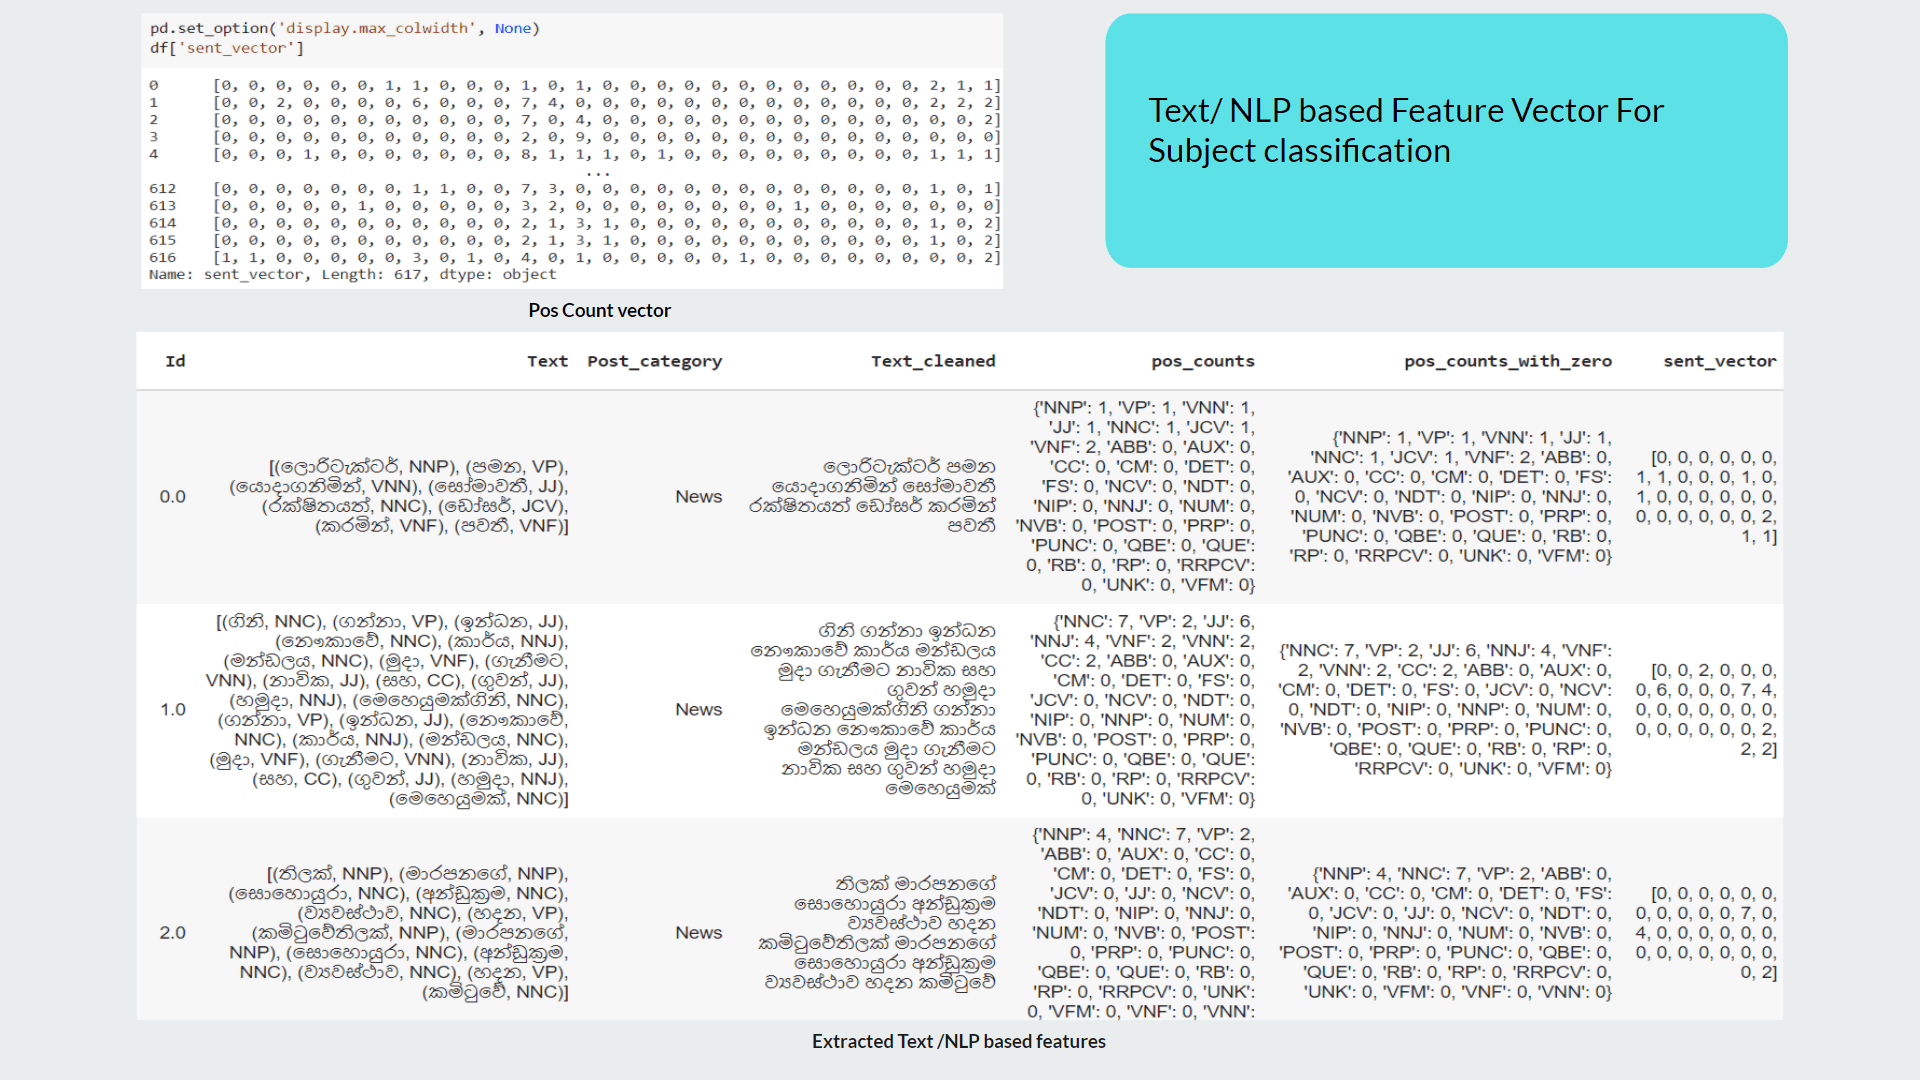 pd.set_option('display.max_colwidth', None)
df['sent_vector']
0 [0, 0, 0, 0, 0, 0, 1, 1, 0, 0, 0, 1, 0, 1, 0, 0, 0, 0, 0, 0, 0, 0, 0, 0, 0, 0, 2, 1, 1]
1 [0, 0, 2, 0, 0, 0, 0, 6, 0, 0, 0, 7, 4, 0, 0, 0, 0, 0, 0, 0, 0, 0, 0, 0, 0, 0, 2, 2, 2]
2 [0, 0, 0, 0, 0, 0, 0, 0, 0, 0, 0, 7, 0, 4, 0, 0, 0, 0, 0, 0, 0, 0, 0, 0, 0, 0, 0, 0, 2]
3 [0, 0, 0, 0, 0, 0, 0, 0, 0, 0, 0, 2, 0, 9, 0, 0, 0, 0, 0, 0, 0, 0, 0, 0, 0, 0, 0, 0, 0]
4 [0, 0, 0, 1, 0, 0, 0, 0, 0, 0, 0, 8, 1, 1, 1, 0, 1, 0, 0, 0, 0, 0, 0, 0, 0, 0, 1, 1, 1]
...
612 [0, 0, 0, 0, 0, 0, 0, 1, 1, 0, 0, 7, 3, 0, 0, 0, 0, 0, 0, 0, 0, 0, 0, 0, 0, 0, 1, 0, 1]
613 [0, 0, 0, 0, 0, 1, 0, 0, 0, 0, 0, 3, 2, 0, 0, 0, 0, 0, 0, 0, 0, 1, 0, 0, 0, 0, 0, 0, 0]
614 [0, 0, 0, 0, 0, 0, 0, 0, 0, 0, 0, 2, 1, 3, 1, 0, 0, 0, 0, 0, 0, 0, 0, 0, 0, 0, 1, 0, 2]
615 [0, 0, 0, 0, 0, 0, 0, 0, 0, 0, 0, 2, 1, 3, 1, 0, 0, 0, 0, 0, 0, 0, 0, 0, 0, 0, 1, 0, 2]
616 [1, 1, 0, 0, 0, 0, 0, 3, 0, 1, 0, 4, 0, 1, 0, 0, 0, 0, 0, 1, 0, 0, 0, 0, 0, 0, 0, 0, 2]
Name: sent_vector, Length: 617, dtype: object
Pos Count vector
Text/ NLP based Feature Vector For
Subject classification
Id Text Post_category Text_cleaned pos_counts pos_counts_with_zero sent_vector
0.0
[(ලොරිටැක්ටර්, NNP), (පමන, VP),
(යොදාගනිමින්, VNN), (සෝමාවතී, JJ),
(රක්ෂිතයත්, NNC), (ඩෝසර්, JCV),
(කරමින්, VNF), (පවතී, VNF)]
News
ලොරිටැක්ටර් පමන
යොදාගනිමින් සෝමාවතී
රක්ෂිතයත් ඩෝසර් කරමින්
පවතී
{'NNP': 1, 'VP': 1, 'VNN': 1,
'JJ': 1, 'NNC': 1, 'JCV': 1,
'VNF': 2, 'ABB': 0, 'AUX': 0,
'CC': 0, 'CM': 0, 'DET': 0,
'FS': 0, 'NCV': 0, 'NDT': 0,
'NIP': 0, 'NNJ': 0, 'NUM': 0,
'NVB': 0, 'POST': 0, 'PRP': 0,
'PUNC': 0, 'QBE': 0, 'QUE':
0, 'RB': 0, 'RP': 0, 'RRPCV':
0, 'UNK': 0, 'VFM': 0}
{'NNP': 1, 'VP': 1, 'VNN': 1, 'JJ': 1,
'NNC': 1, 'JCV': 1, 'VNF': 2, 'ABB': 0,
'AUX': 0, 'CC': 0, 'CM': 0, 'DET': 0, 'FS':
0, 'NCV': 0, 'NDT': 0, 'NIP': 0, 'NNJ': 0,
'NUM': 0, 'NVB': 0, 'POST': 0, 'PRP': 0,
'PUNC': 0, 'QBE': 0, 'QUE': 0, 'RB': 0,
'RP': 0, 'RRPCV': 0, 'UNK': 0, 'VFM': 0}
[0, 0, 0, 0, 0, 0,
1, 1, 0, 0, 0, 1, 0,
1, 0, 0, 0, 0, 0, 0,
0, 0, 0, 0, 0, 0, 2,
1, 1]
1.0
[(ගිනි, NNC), (ගන්නා, VP), (ඉන්ධන, JJ),
(නෞකාවේ, NNC), (කාර්ය, NNJ),
(මන්ඩලය, NNC), (මුදා, VNF), (ගැනීමට,
VNN), (නාවික, JJ), (සහ, CC), (ගුවන්, JJ),
(හමුදා, NNJ), (මෙහෙයුමක්ගිනි, NNC),
(ගන්නා, VP), (ඉන්ධන, JJ), (නෞකාවේ,
NNC), (කාර්ය, NNJ), (මන්ඩලය, NNC),
(මුදා, VNF), (ගැනීමට, VNN), (නාවික, JJ),
(සහ, CC), (ගුවන්, JJ), (හමුදා, NNJ),
(මෙහෙයුමක්, NNC)]
News
ගිනි ගන්නා ඉන්ධන
නෞකාවේ කාර්ය මන්ඩලය
මුදා ගැනීමට නාවික සහ
ගුවන් හමුදා
මෙහෙයුමක්ගිනි ගන්නා
ඉන්ධන නෞකාවේ කාර්ය
මන්ඩලය මුදා ගැනීමට
නාවික සහ ගුවන් හමුදා
මෙහෙයුමක්
{'NNC': 7, 'VP': 2, 'JJ': 6,
'NNJ': 4, 'VNF': 2, 'VNN': 2,
'CC': 2, 'ABB': 0, 'AUX': 0,
'CM': 0, 'DET': 0, 'FS': 0,
'JCV': 0, 'NCV': 0, 'NDT': 0,
'NIP': 0, 'NNP': 0, 'NUM': 0,
'NVB': 0, 'POST': 0, 'PRP': 0,
'PUNC': 0, 'QBE': 0, 'QUE':
0, 'RB': 0, 'RP': 0, 'RRPCV':
0, 'UNK': 0, 'VFM': 0}
{'NNC': 7, 'VP': 2, 'JJ': 6, 'NNJ': 4, 'VNF':
2, 'VNN': 2, 'CC': 2, 'ABB': 0, 'AUX': 0,
'CM': 0, 'DET': 0, 'FS': 0, 'JCV': 0, 'NCV':
0, 'NDT': 0, 'NIP': 0, 'NNP': 0, 'NUM': 0,
'NVB': 0, 'POST': 0, 'PRP': 0, 'PUNC': 0,
'QBE': 0, 'QUE': 0, 'RB': 0, 'RP': 0,
'RRPCV': 0, 'UNK': 0, 'VFM': 0}
[0, 0, 2, 0, 0, 0,
0, 6, 0, 0, 0, 7, 4,
0, 0, 0, 0, 0, 0, 0,
0, 0, 0, 0, 0, 0, 2,
2, 2]
2.0
[(තිලක්, NNP), (මාරපනගේ, NNP),
(සොහොයුරා, NNC), (අන්ඩුක්‍රම, NNC),
(ව්‍යවස්ථාව, NNC), (හදන, VP),
(කමිටුවේතිලක්, NNP), (මාරපනගේ,
NNP), (සොහොයුරා, NNC), (අන්ඩුක්‍රම,
NNC), (ව්‍යවස්ථාව, NNC), (හදන, VP),
(කමිටුවේ, NNC)]
News
තිලක් මාරපනගේ
සොහොයුරා අන්ඩුක්‍රම
ව්‍යවස්ථාව හදන
කමිටුවේතිලක් මාරපනගේ
සොහොයුරා අන්ඩුක්‍රම
ව්‍යවස්ථාව හදන කමිටුවේ
{'NNP': 4, 'NNC': 7, 'VP': 2,
'ABB': 0, 'AUX': 0, 'CC': 0,
'CM': 0, 'DET': 0, 'FS': 0,
'JCV': 0, 'JJ': 0, 'NCV': 0,
'NDT': 0, 'NIP': 0, 'NNJ': 0,
'NUM': 0, 'NVB': 0, 'POST':
0, 'PRP': 0, 'PUNC': 0,
'QBE': 0, 'QUE': 0, 'RB': 0,
'RP': 0, 'RRPCV': 0, 'UNK':
0, 'VFM': 0, 'VNF': 0, 'VNN':
{'NNP': 4, 'NNC': 7, 'VP': 2, 'ABB': 0,
'AUX': 0, 'CC': 0, 'CM': 0, 'DET': 0, 'FS':
0, 'JCV': 0, 'JJ': 0, 'NCV': 0, 'NDT': 0,
'NIP': 0, 'NNJ': 0, 'NUM': 0, 'NVB': 0,
'POST': 0, 'PRP': 0, 'PUNC': 0, 'QBE': 0,
'QUE': 0, 'RB': 0, 'RP': 0, 'RRPCV': 0,
'UNK': 0, 'VFM': 0, 'VNF': 0, 'VNN': 0}
[0, 0, 0, 0, 0, 0,
0, 0, 0, 0, 0, 7, 0,
4, 0, 0, 0, 0, 0, 0,
0, 0, 0, 0, 0, 0, 0,
0, 2]
Extracted Text /NLP based features